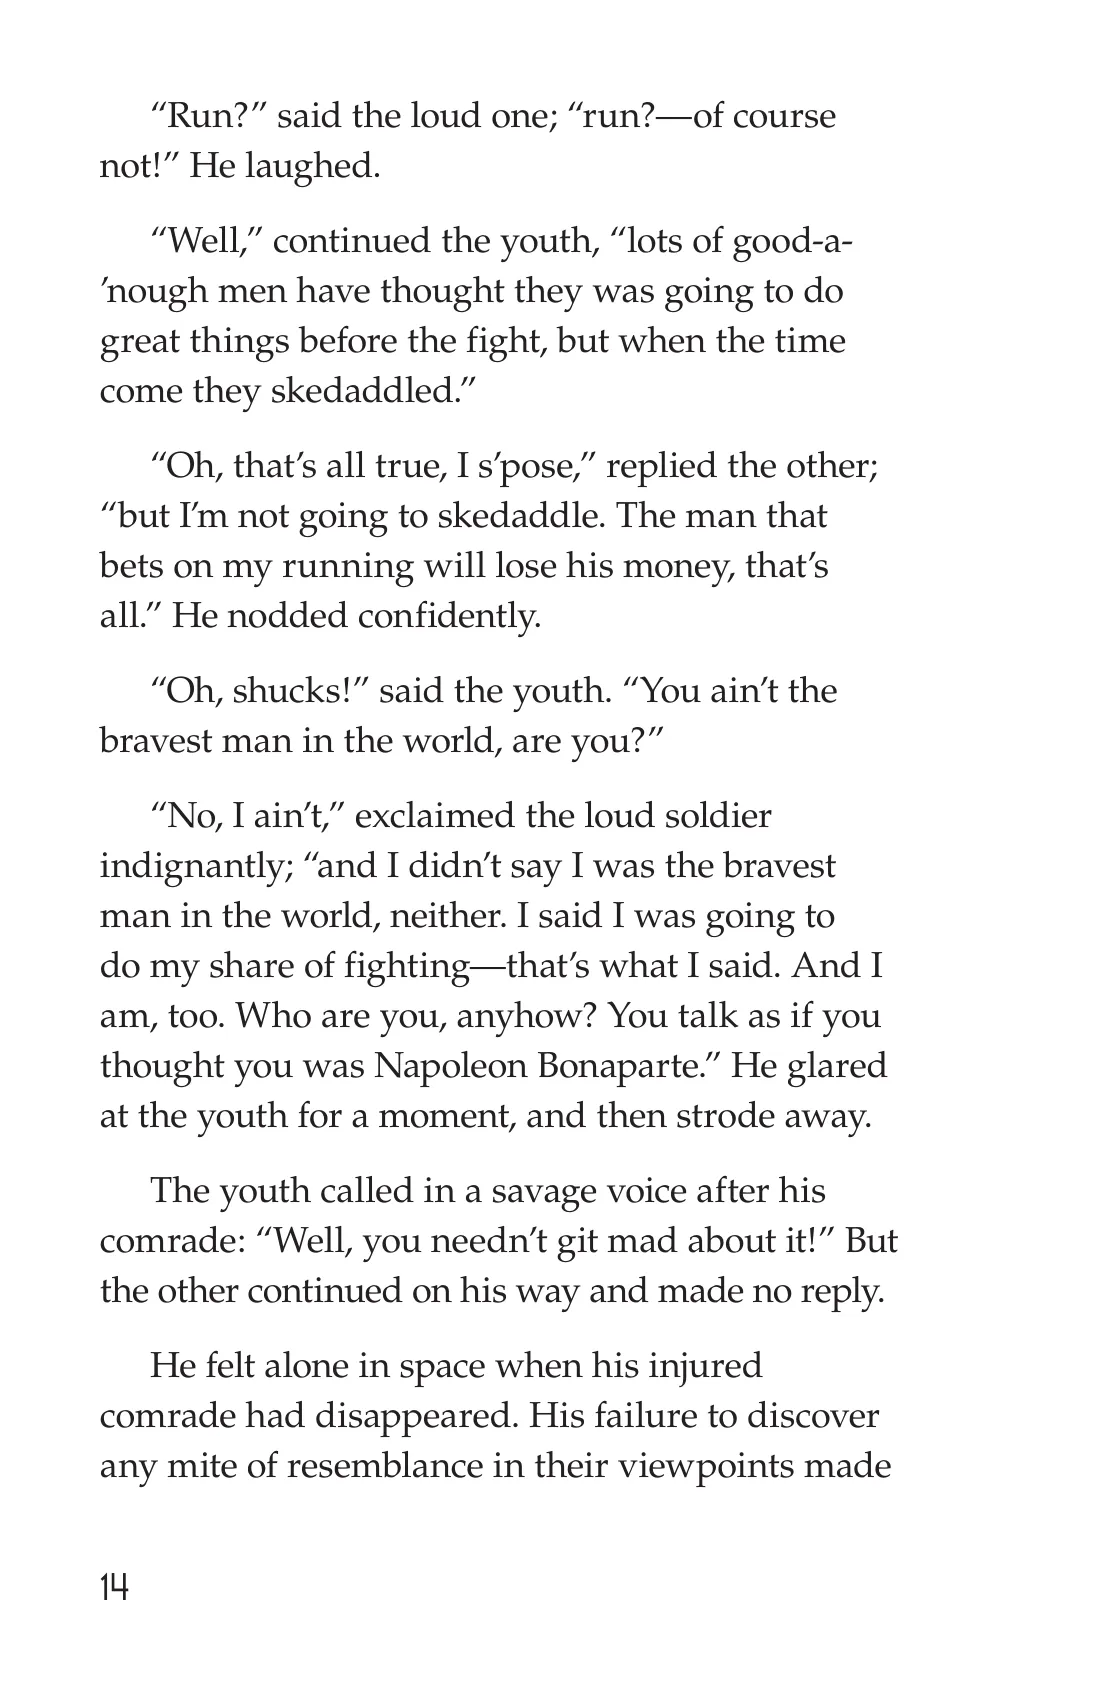 “Run?” said the loud one; “run?—of course
not!” He laughed.
“Well,” continued the youth, “lots of good-a-
’nough men have thought they was going to do
great things before the fight, but when the time
come they skedaddled.”
“Oh, that’s all true, I s’pose,” replied the other;
“but I’m not going to skedaddle. The man that
bets on my running will lose his money, that’s
all.” He nodded confidently.
“Oh, shucks!” said the youth. “You ain’t the
bravest man in the world, are you?”
“No, I ain’t,” exclaimed the loud soldier
indignantly; “and I didn’t say I was the bravest
man in the world, neither. I said I was going to
do my share of fighting—that’s what I said. And I
am, too. Who are you, anyhow? You talk as if you
thought you was Napoleon Bonaparte.” He glared
at the youth for a moment, and then strode away.
The youth called in a savage voice after his
comrade: “Well, you needn’t git mad about it!” But
the other continued on his way and made no reply.
He felt alone in space when his injured
comrade had disappeared. His failure to discover
any mite of resemblance in their viewpoints made
14